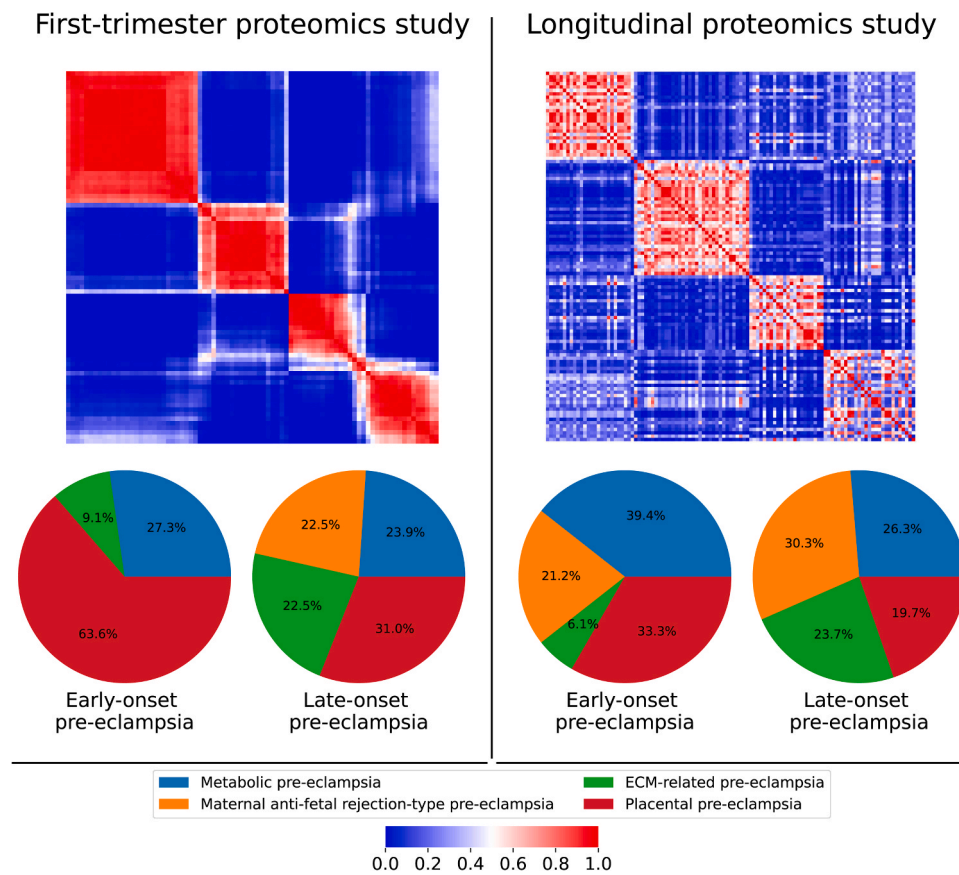 First-trimester proteomics study
Longitudinal proteomics study
9.1%
27.3%
63.6%
22.5%
23.9%
22.5%
31.0%
39.4%
21.2%
6.1%
33.3%
30.3%
26.3%
19.7%
23.7%
Early-onset
pre-eclampsia
Late-onset
pre-eclampsia
Early-onset
pre-eclampsia
Late-onset
pre-eclampsia
Metabolic pre-eclampsia
Maternal anti-fetal rejection-type pre-eclampsia
ECM-related pre-eclampsia
Placental pre-eclampsia
0.0 0.2 0.4 0.6 0.8 1.0